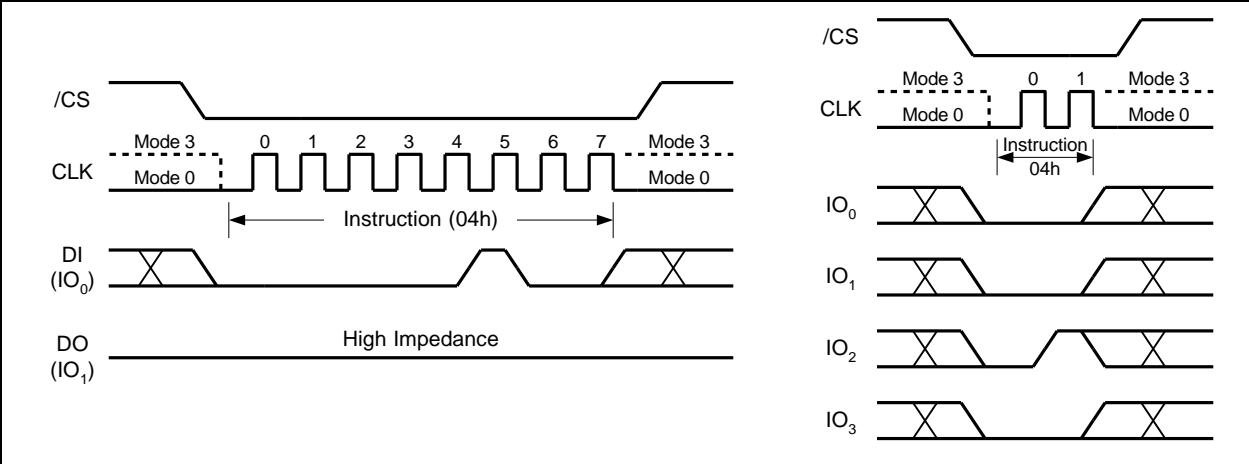 /CS
Mode 3 0 1 2 3 4 5 6 7 Mode 3
CLK
Mode 0 Mode 0
Instruction (04h)
DI
(IO0)
High Impedance
DO
(IO1)
/CS
Mode 3 0 1 Mode 3
CLK
Mode 0 Mode 0
Instruction
04h
IO0
IO1
IO2
IO3